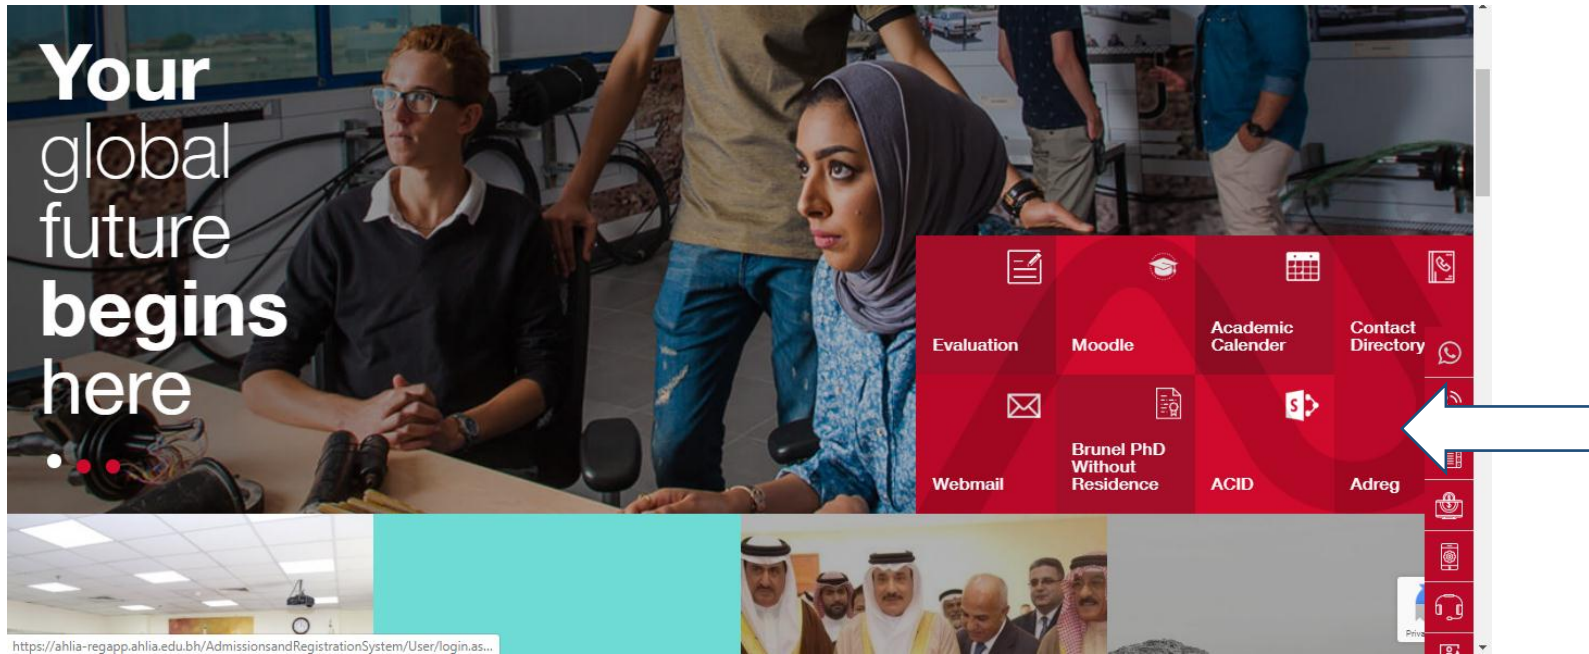 Your
global
future
begins
here
Evaluation
Moodle
Academic
Calender
Contact
Directory
Webmail
Brunel PhD
Without
Residence
ACID
Adreg
https://ahlia-regapp.ahlia.edu.bh/AdmissionsandRegistrationSystem/User/login.as...